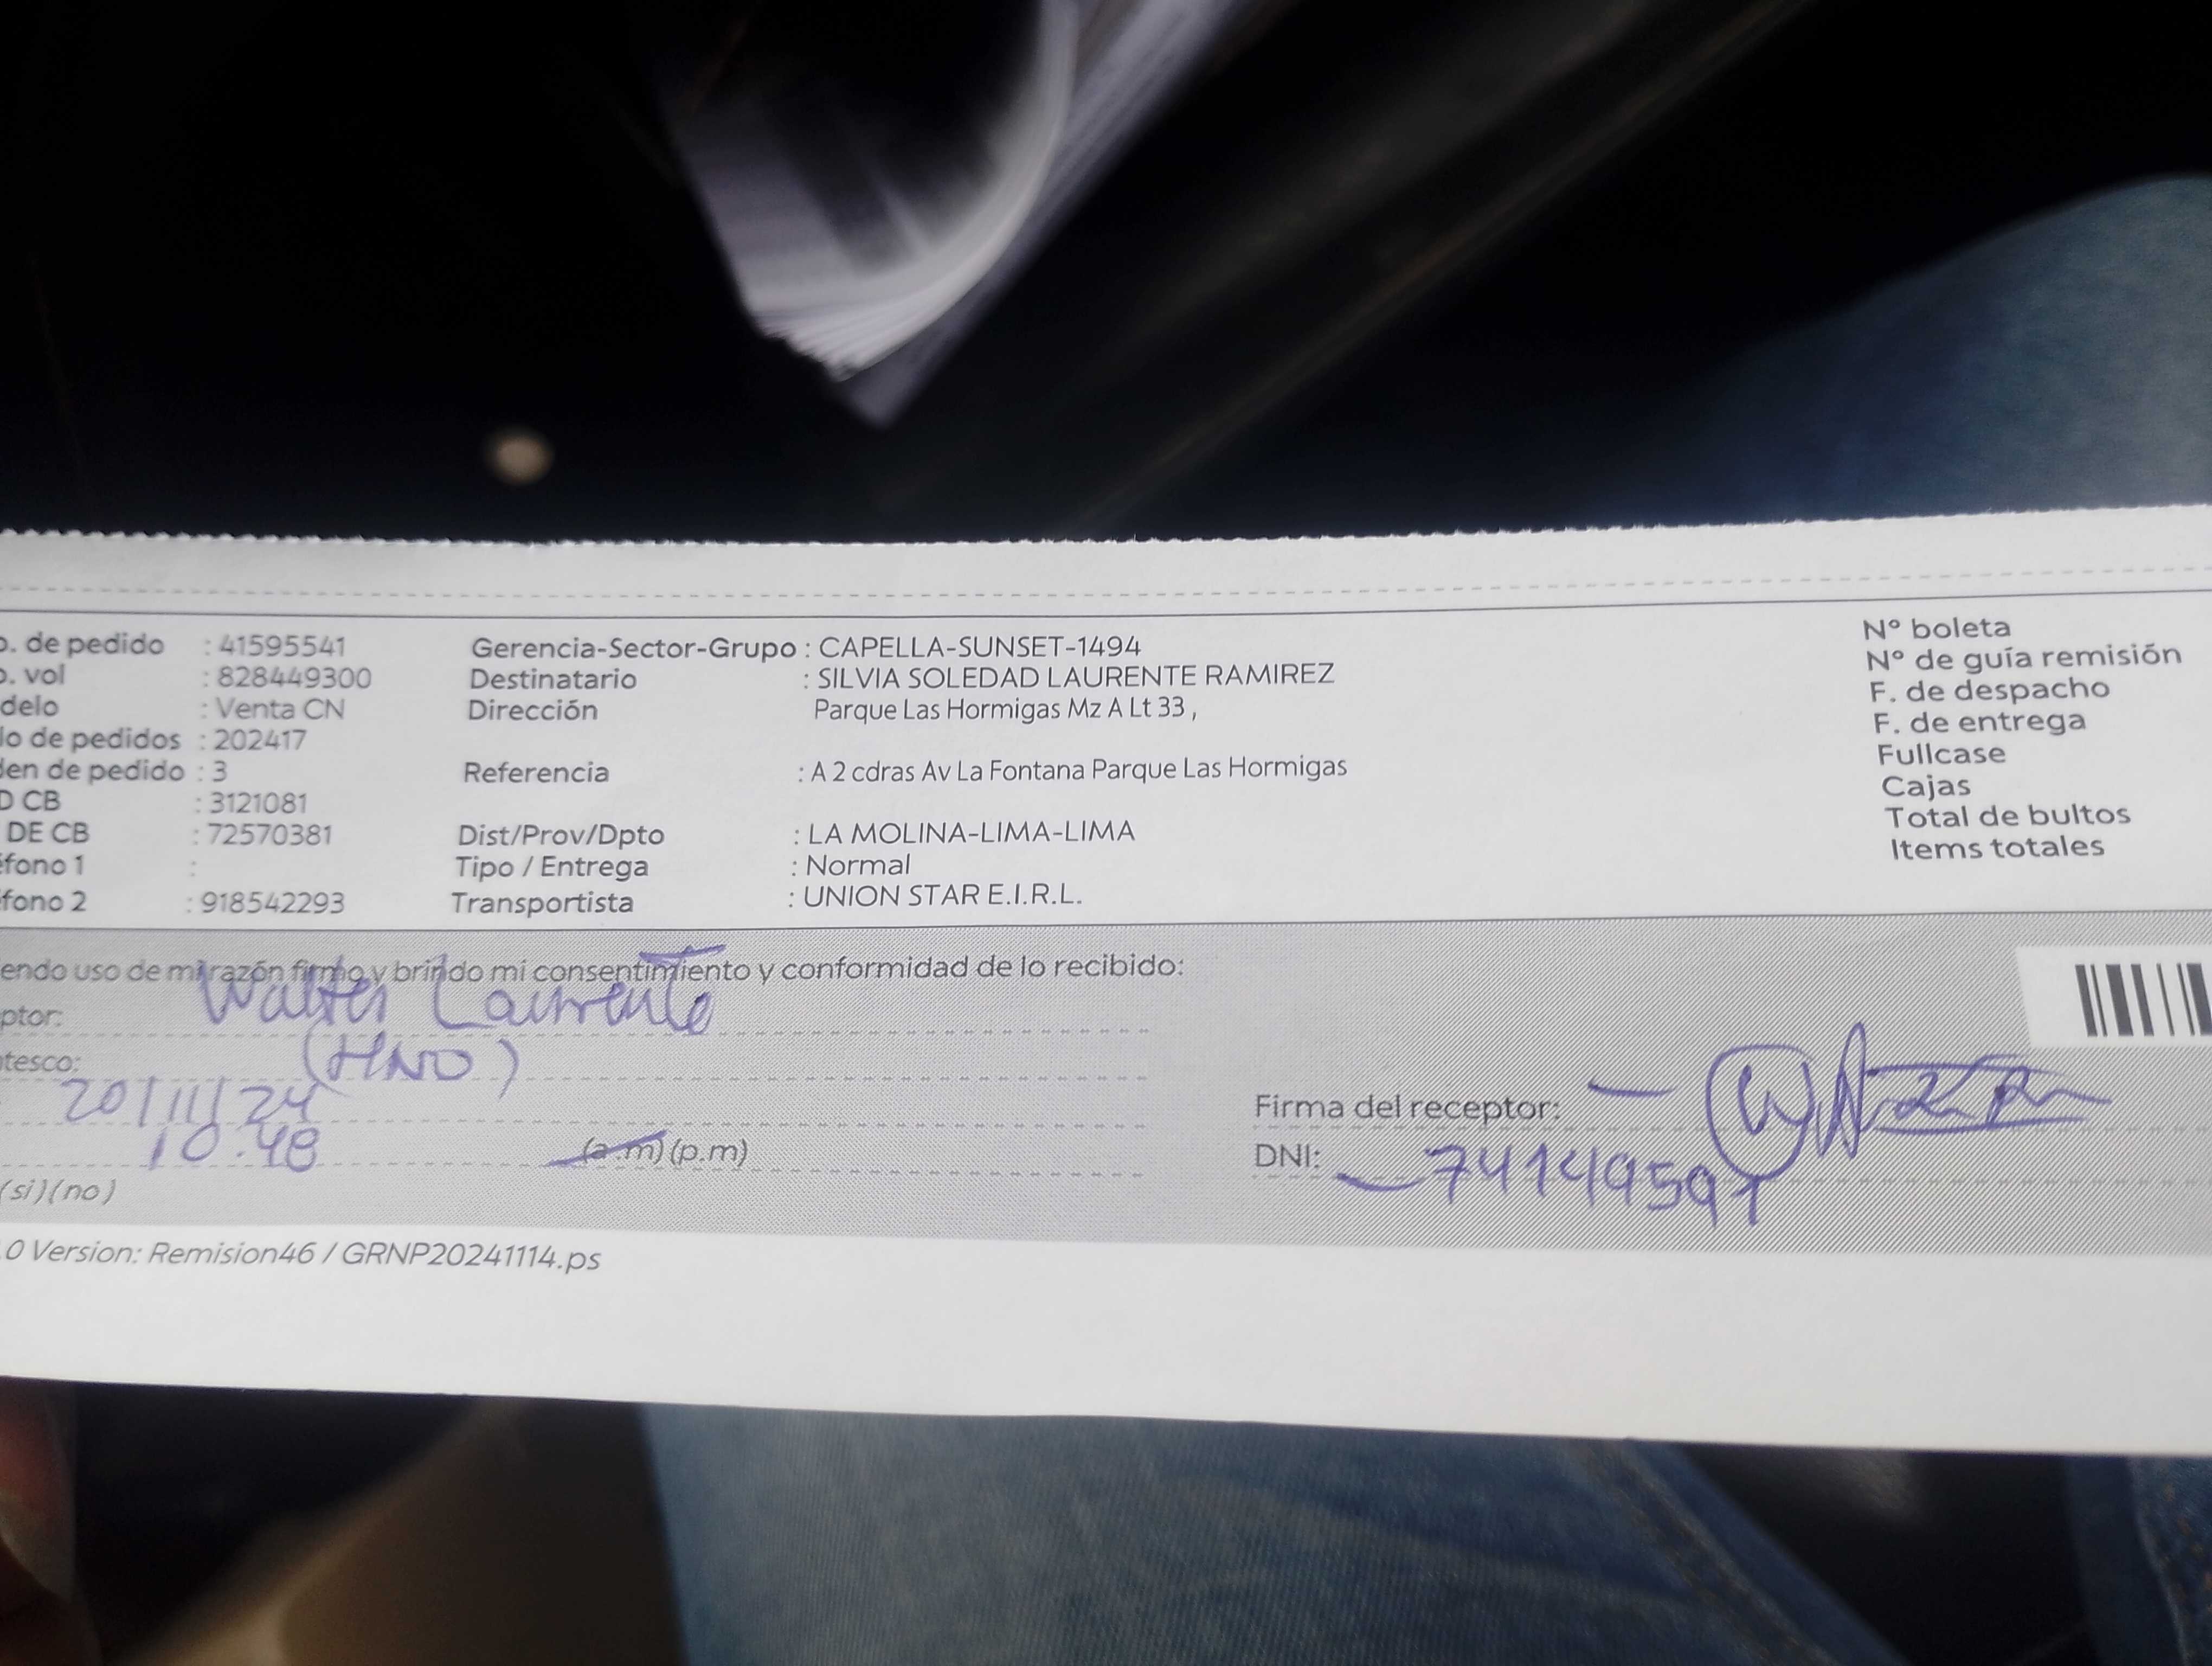 o. de pedido : 41595541 Gerencia-Sector-Grupo : CAPELLA-SUNSET-1494 N° boleta
o. vol : 828449300 Destinatario : SILVIA SOLEDAD LAURENTE RAMIREZ N° de guía remisión
delo : Venta CN Dirección Parque Las Hormigas Mz A Lt 33 , F. de despacho
lo de pedidos : 202417 F. de entrega
den de pedido : 3 Referencia : A 2 cdras Av La Fontana Parque Las Hormigas Fullcase
D CB : 3121081 Cajas
DE CB : 72570381 Dist/Prov/Dpto : LA MOLINA-LIMA-LIMA Total de bultos
éfono 1 : Tipo / Entrega : Normal Items totales
éfono 2 : 918542293 Transportista : UNION STAR E.I.R.L.
endo uso de mi razón firmo y brindo mi consentimiento y conformidad de lo recibido:
ptor: Walter Laurente
ntesco: (HNO)
20/11/24 Firma del receptor:
10.48 (a.m)(p.m) DNI: 74149591
(si)(no)
.0 Version: Remision46 / GRNP20241114.ps